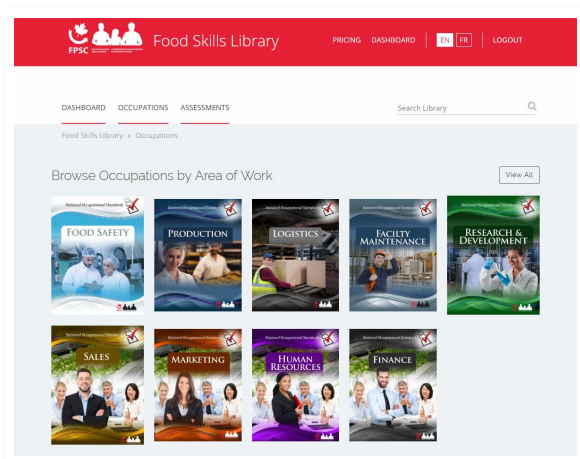 FPSC
Food Skills Library
PRICING DASHBOARD EN FR LOGOUT
DASHBOARD OCCUPATIONS ASSESSMENTS
Search Library
Food Skills Library » Occupations
Browse Occupations by Area of Work
View All
National Occupational Standards
FOOD SAFETY
National Occupational Standards
PRODUCTION
National Occupational Standards
LOGISTICS
National Occupational Standards
FACILTY
MAINTENANCE
National Occupational Standards
RESEARCH &
DEVELOPMENT
National Occupational Standards
SALES
National Occupational Standards
MARKETING
National Occupational Standards
HUMAN
RESOURCES
National Occupational Standards
FINANCE